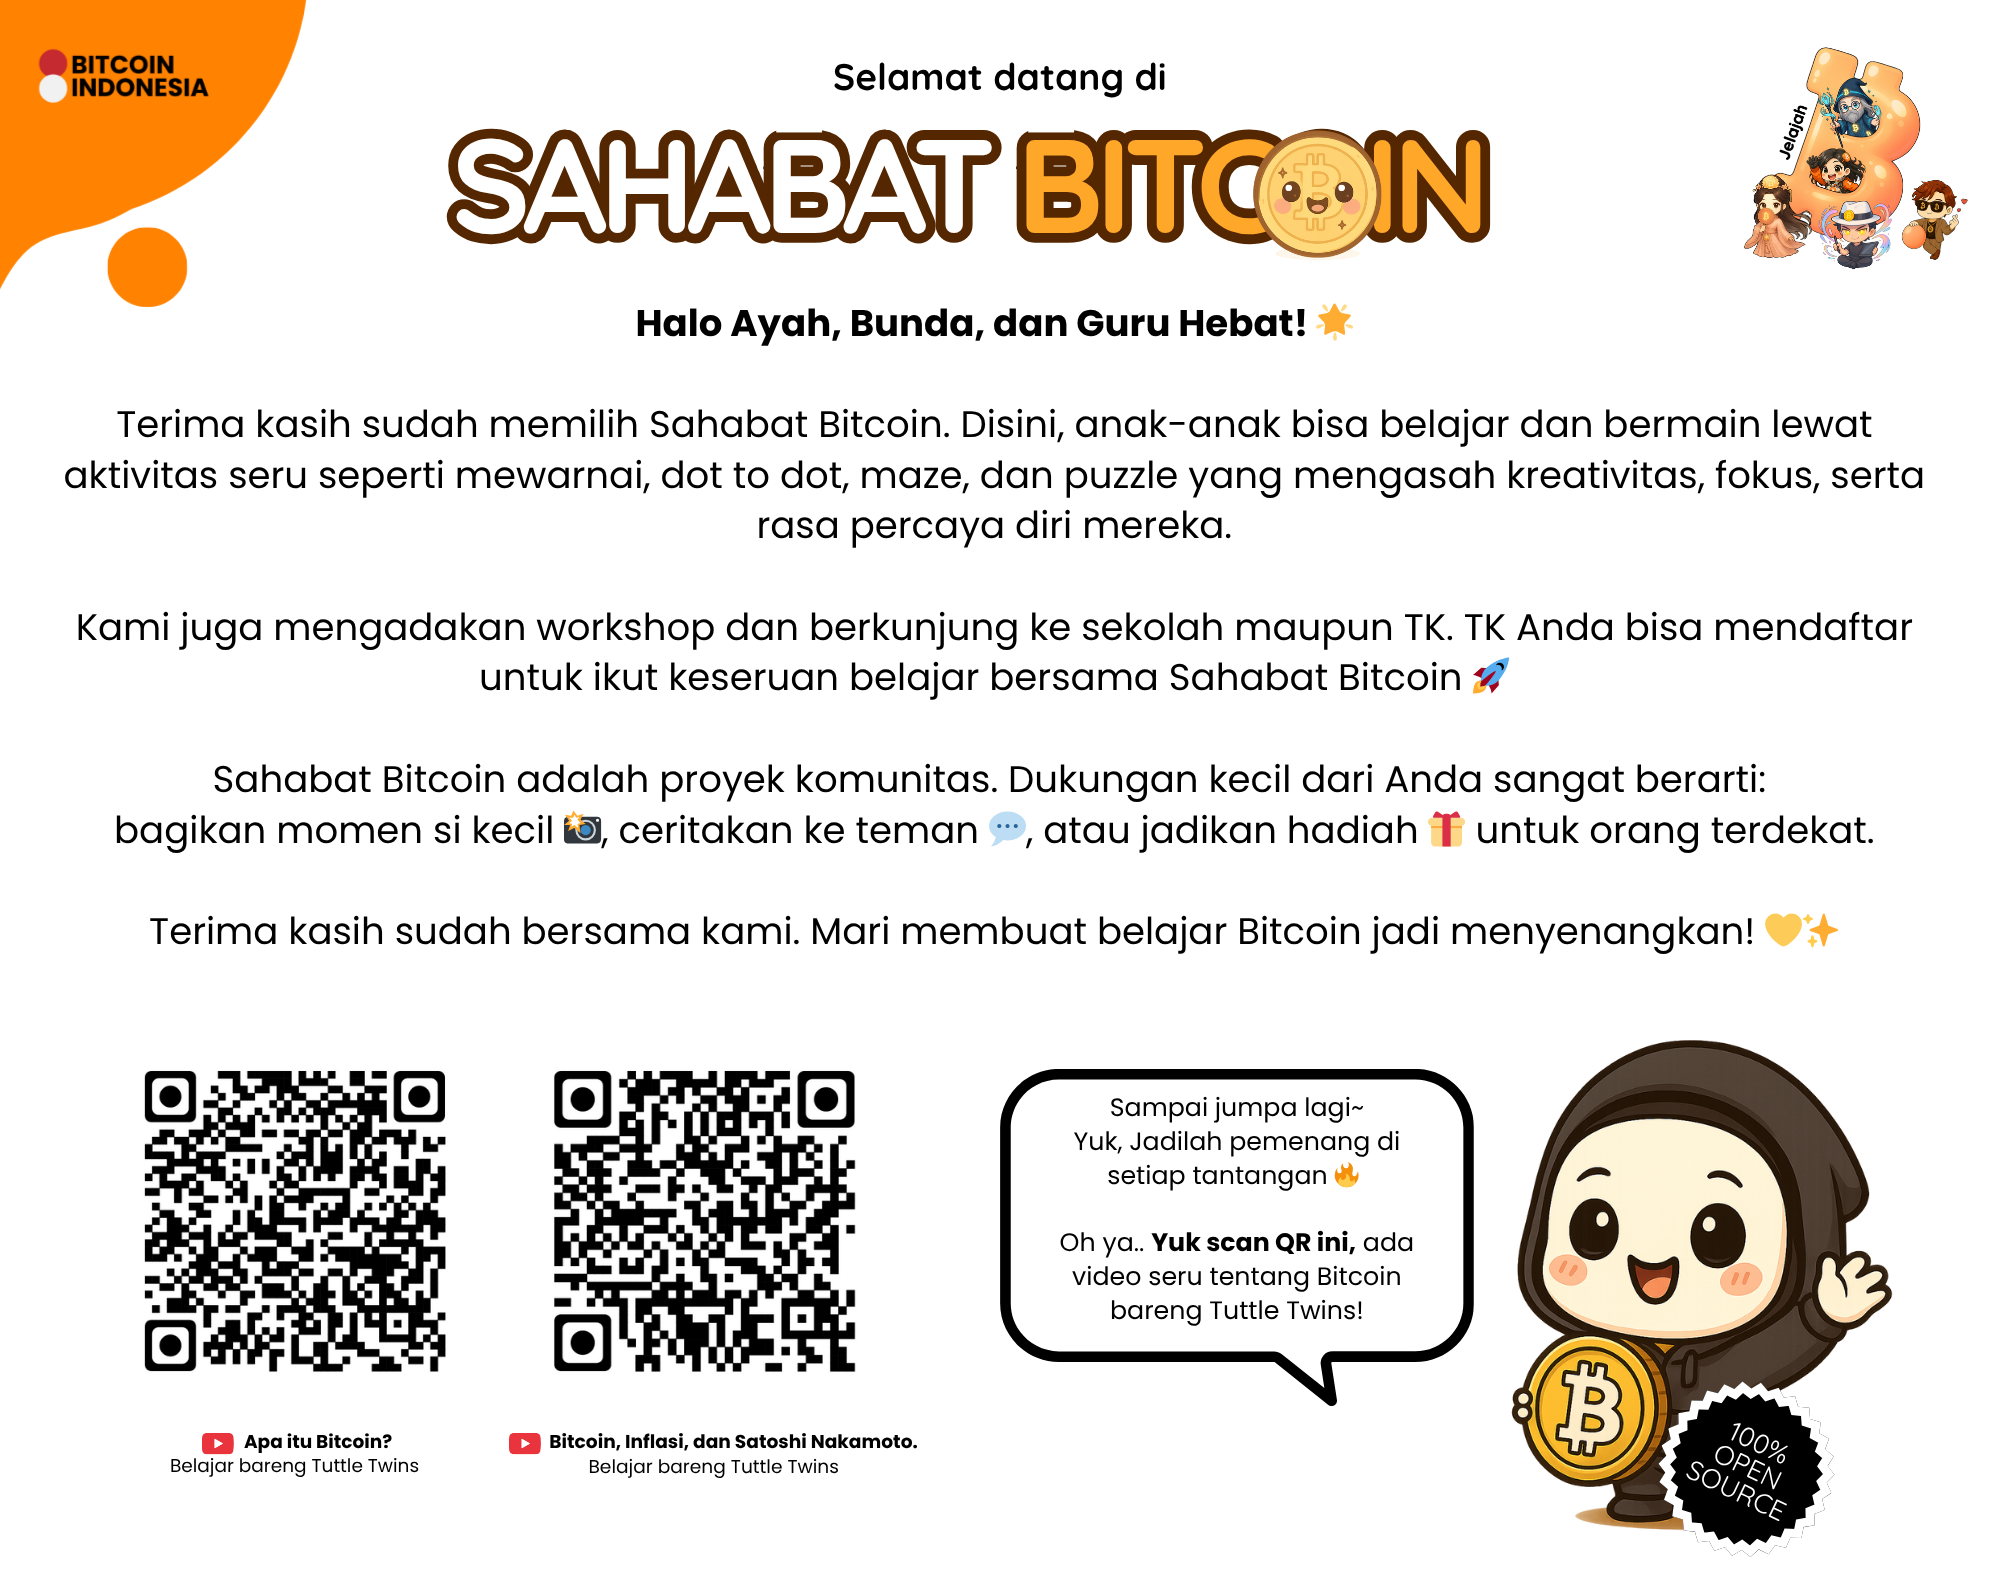 BITCOIN
INDONESIA
Selamat datang di
SAHABAT BITCOIN
Jelajah
Halo Ayah, Bunda, dan Guru Hebat! 🌟
Terima kasih sudah memilih Sahabat Bitcoin. Disini, anak-anak bisa belajar dan bermain lewat
aktivitas seru seperti mewarnai, dot to dot, maze, dan puzzle yang mengasah kreativitas, fokus, serta
rasa percaya diri mereka.
Kami juga mengadakan workshop dan berkunjung ke sekolah maupun TK. TK Anda bisa mendaftar
untuk ikut keseruan belajar bersama Sahabat Bitcoin 🚀
Sahabat Bitcoin adalah proyek komunitas. Dukungan kecil dari Anda sangat berarti:
bagikan momen si kecil 📸, ceritakan ke teman 💬, atau jadikan hadiah 🎁 untuk orang terdekat.
Terima kasih sudah bersama kami. Mari membuat belajar Bitcoin jadi menyenangkan! 💛✨
Apa itu Bitcoin?
Belajar bareng Tuttle Twins
Bitcoin, Inflasi, dan Satoshi Nakamoto.
Belajar bareng Tuttle Twins
Sampai jumpa lagi~
Yuk, Jadilah pemenang di
setiap tantangan 🔥
Oh ya.. Yuk scan QR ini, ada
video seru tentang Bitcoin
bareng Tuttle Twins!
100%
OPEN
SOURCE